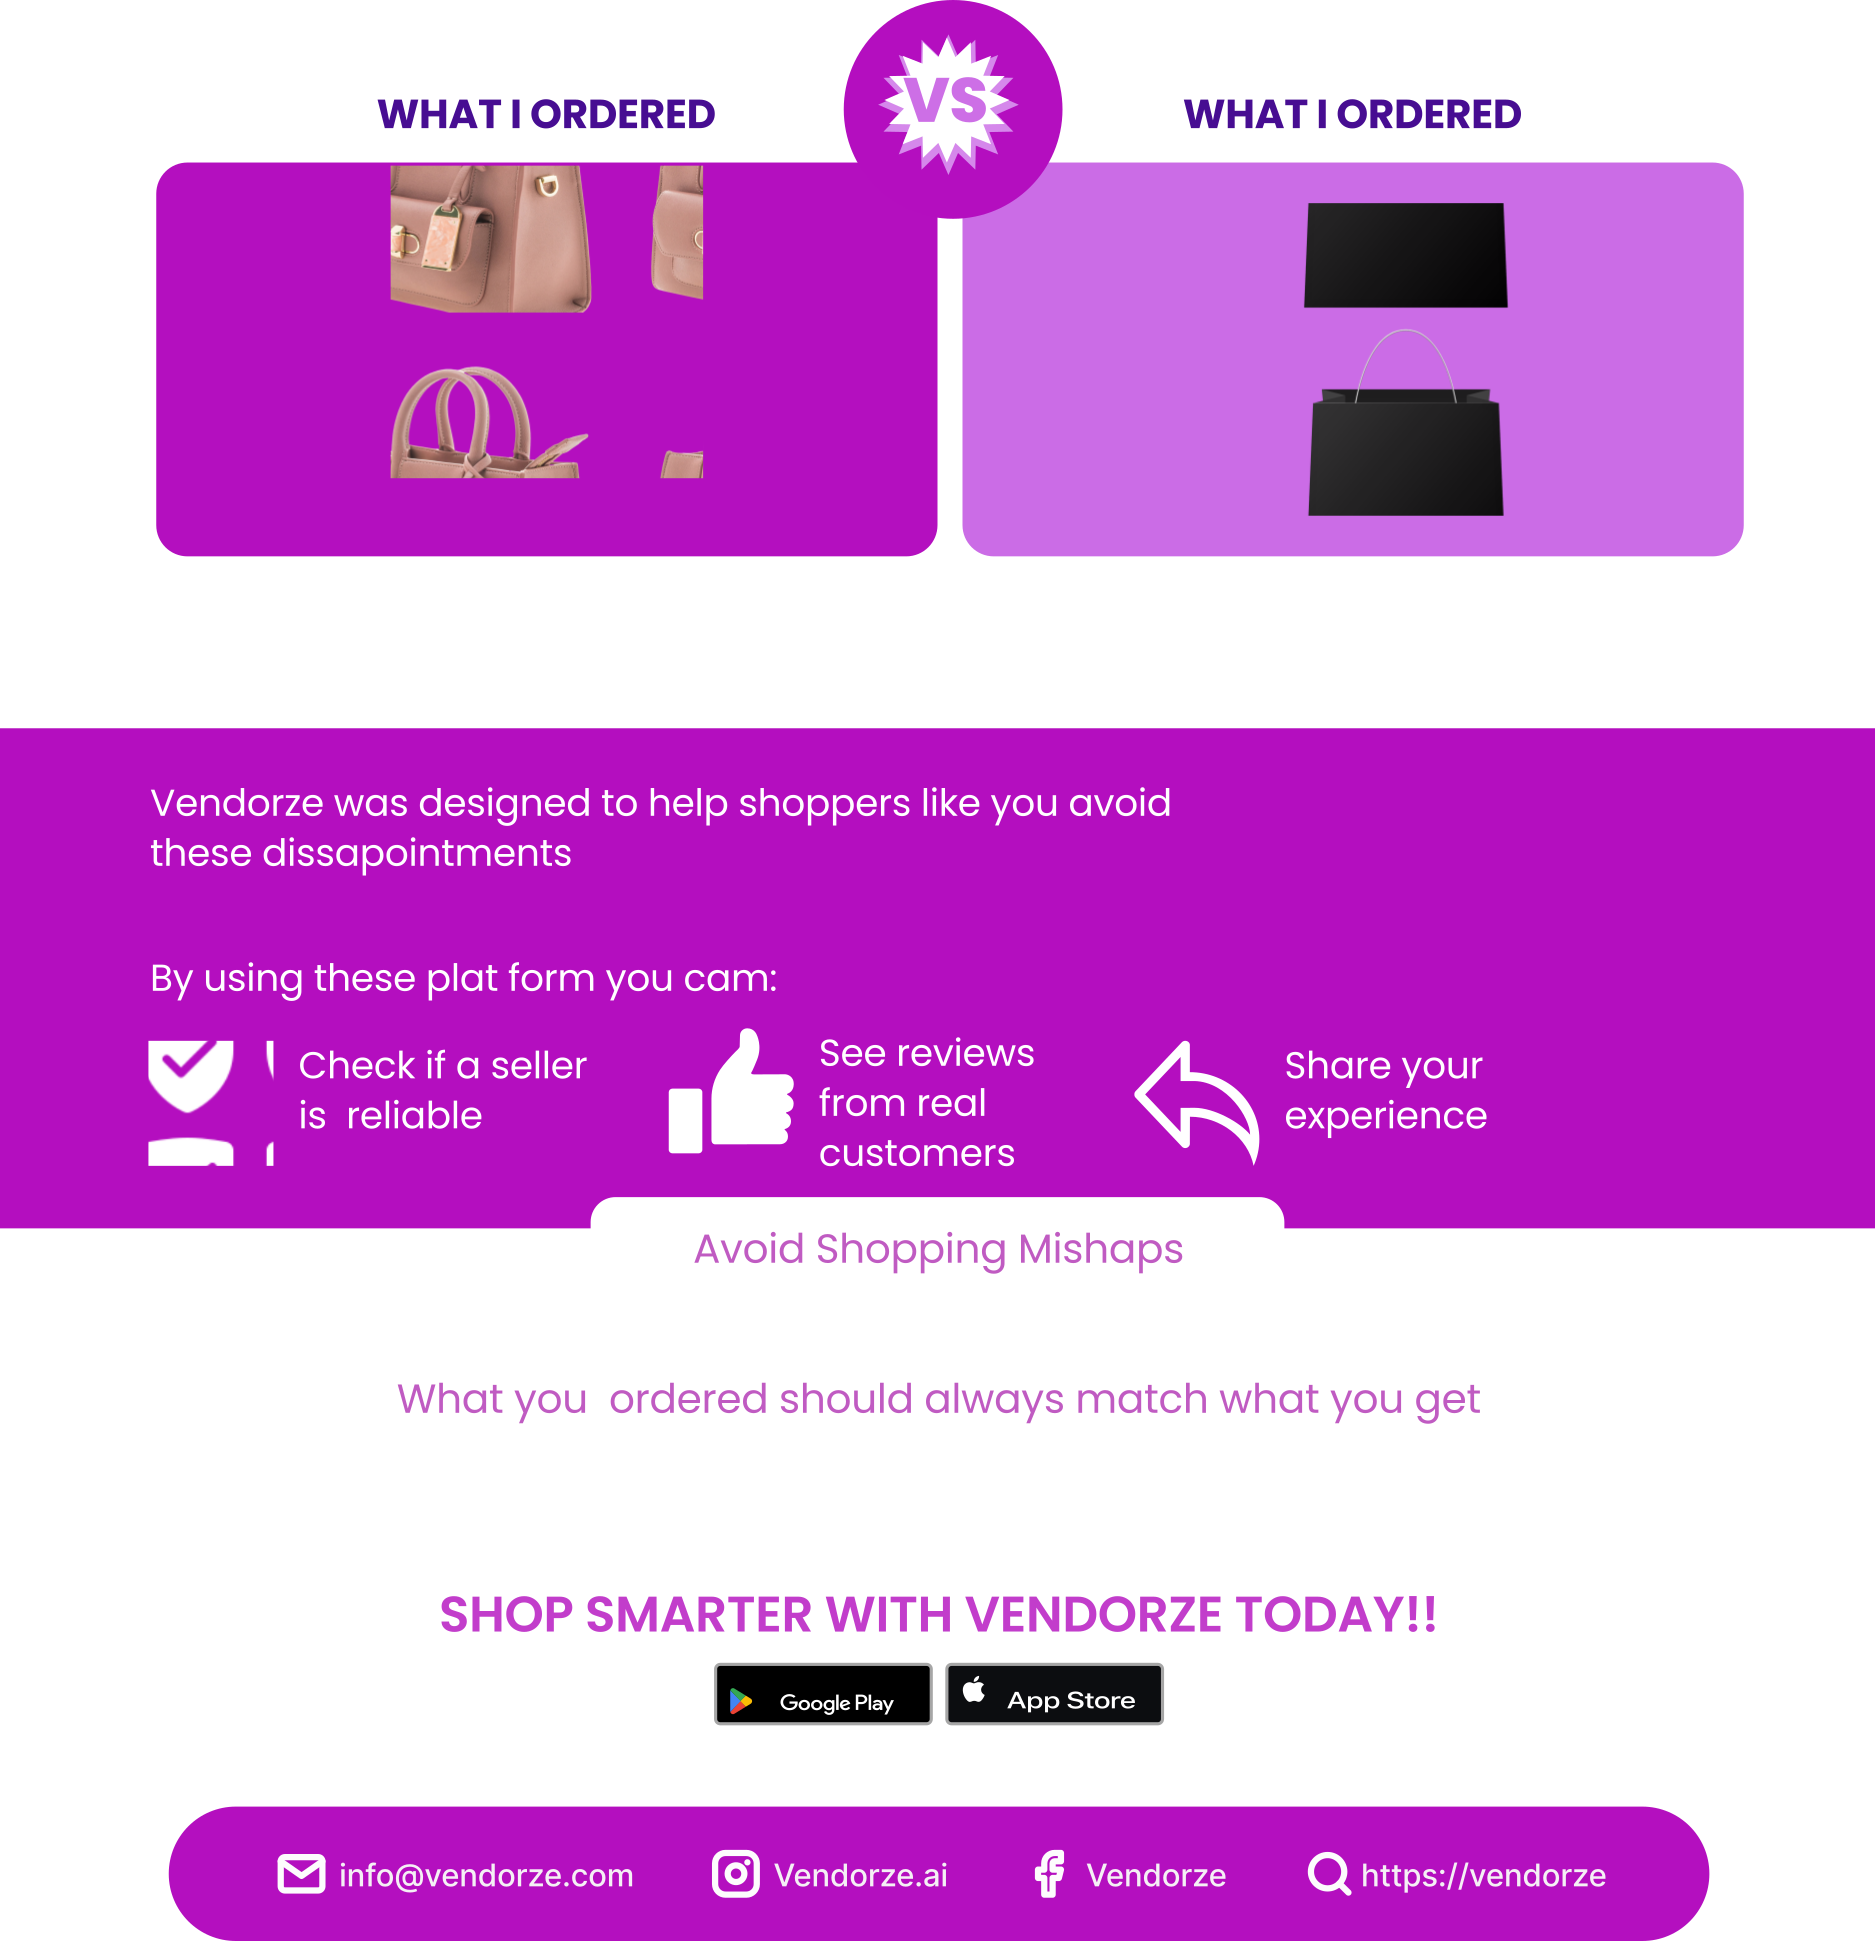 WHAT I ORDERED
VS
WHAT I ORDERED
Vendorze was designed to help shoppers like you avoid
these dissapointments
By using these plat form you cam:
Check if a seller
is  reliable
See reviews
from real
customers
Share your
experience
Avoid Shopping Mishaps
What you  ordered should always match what you get
SHOP SMARTER WITH VENDORZE TODAY!!
Google Play
App Store
info@vendorze.com
Vendorze.ai
Vendorze
https://vendorze